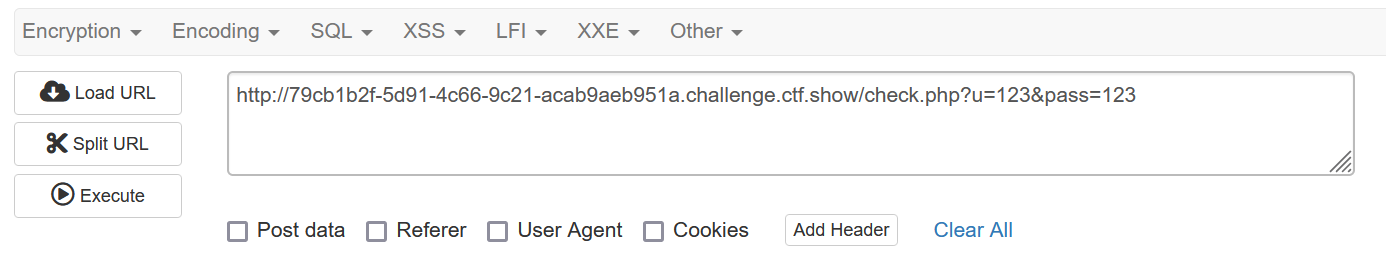 Encryption Encoding SQL XSS LFI XXE Other
Load URL
http://79cb1b2f-5d91-4c66-9c21-acab9aeb951a.challenge.ctf.show/check.php?u=123&pass=123
Split URL
Execute
Post data Referer User Agent Cookies Add Header Clear All